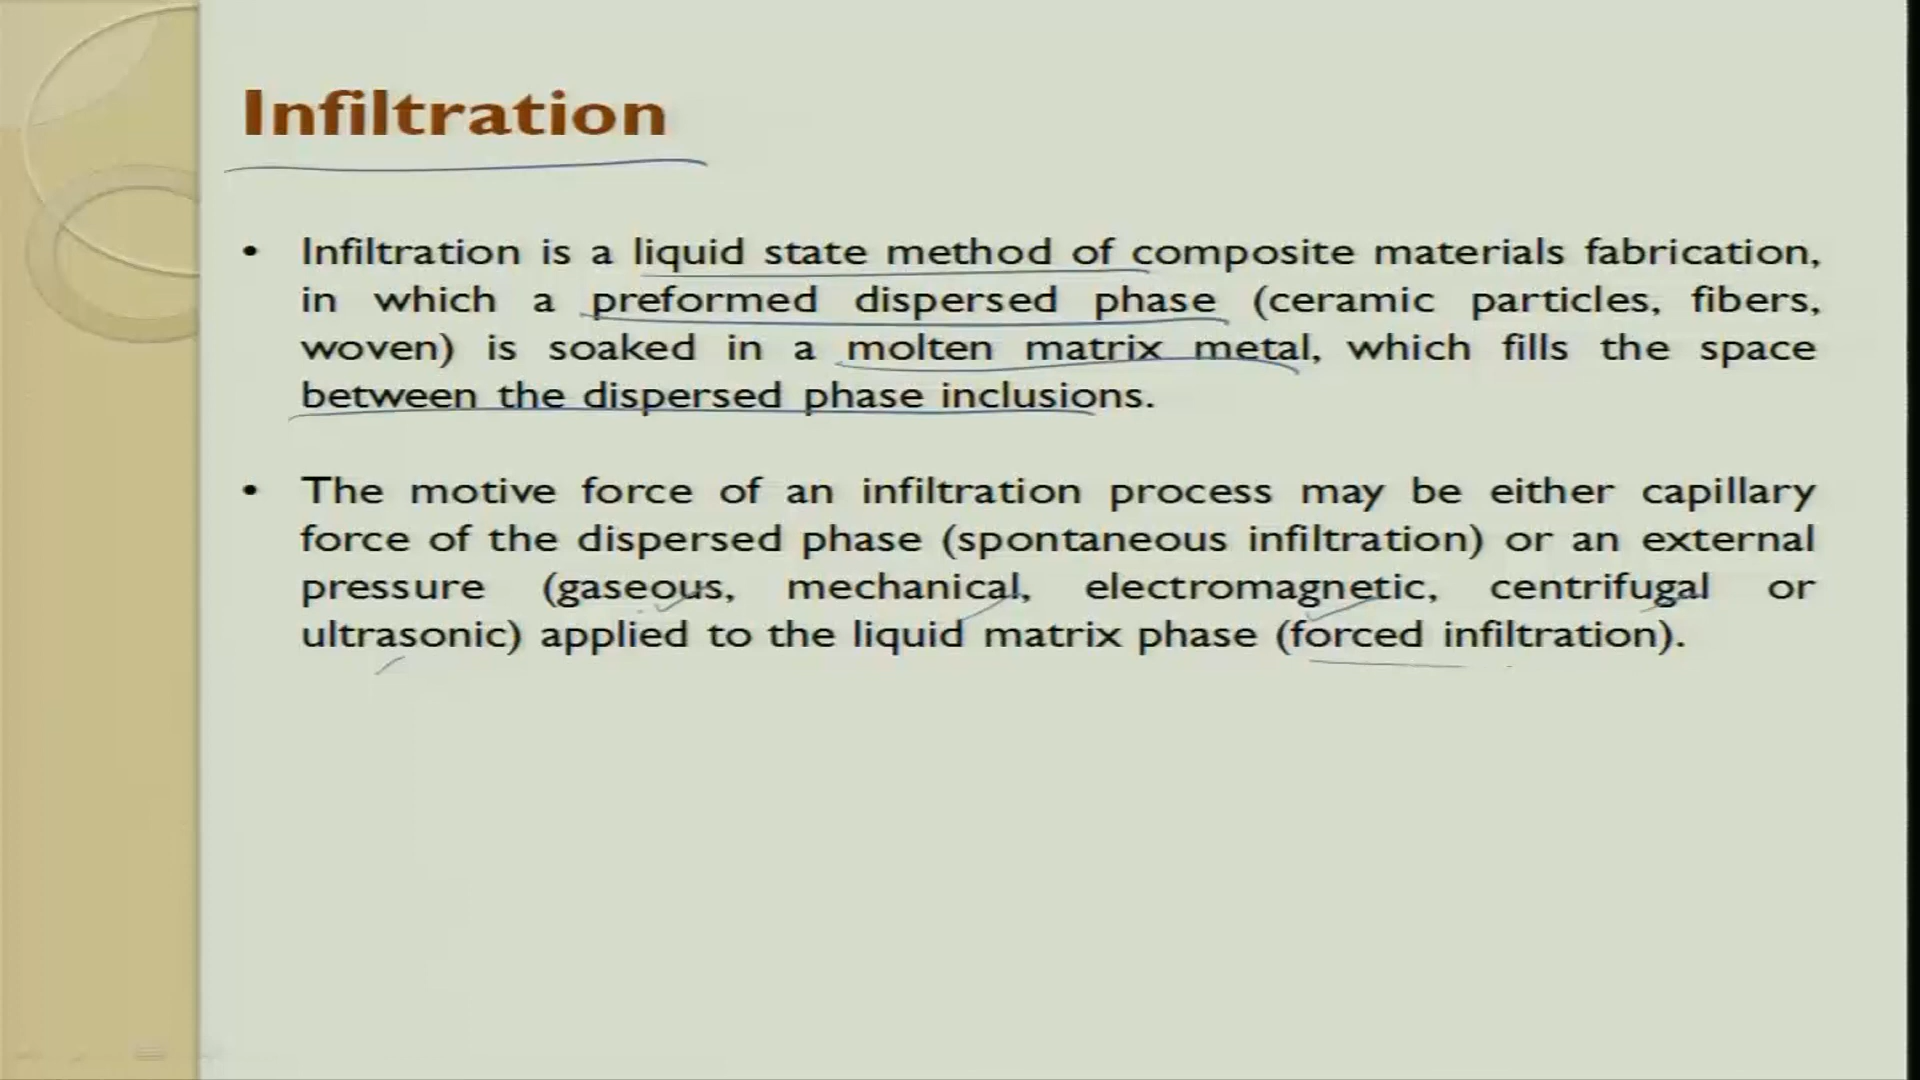 Infiltration
• Infiltration is a liquid state method of composite materials fabrication,
in which a preformed dispersed phase (ceramic particles, fibers,
woven) is soaked in a molten matrix metal, which fills the space
between the dispersed phase inclusions.
• The motive force of an infiltration process may be either capillary
force of the dispersed phase (spontaneous infiltration) or an external
pressure (gaseous, mechanical, electromagnetic, centrifugal or
ultrasonic) applied to the liquid matrix phase (forced infiltration).